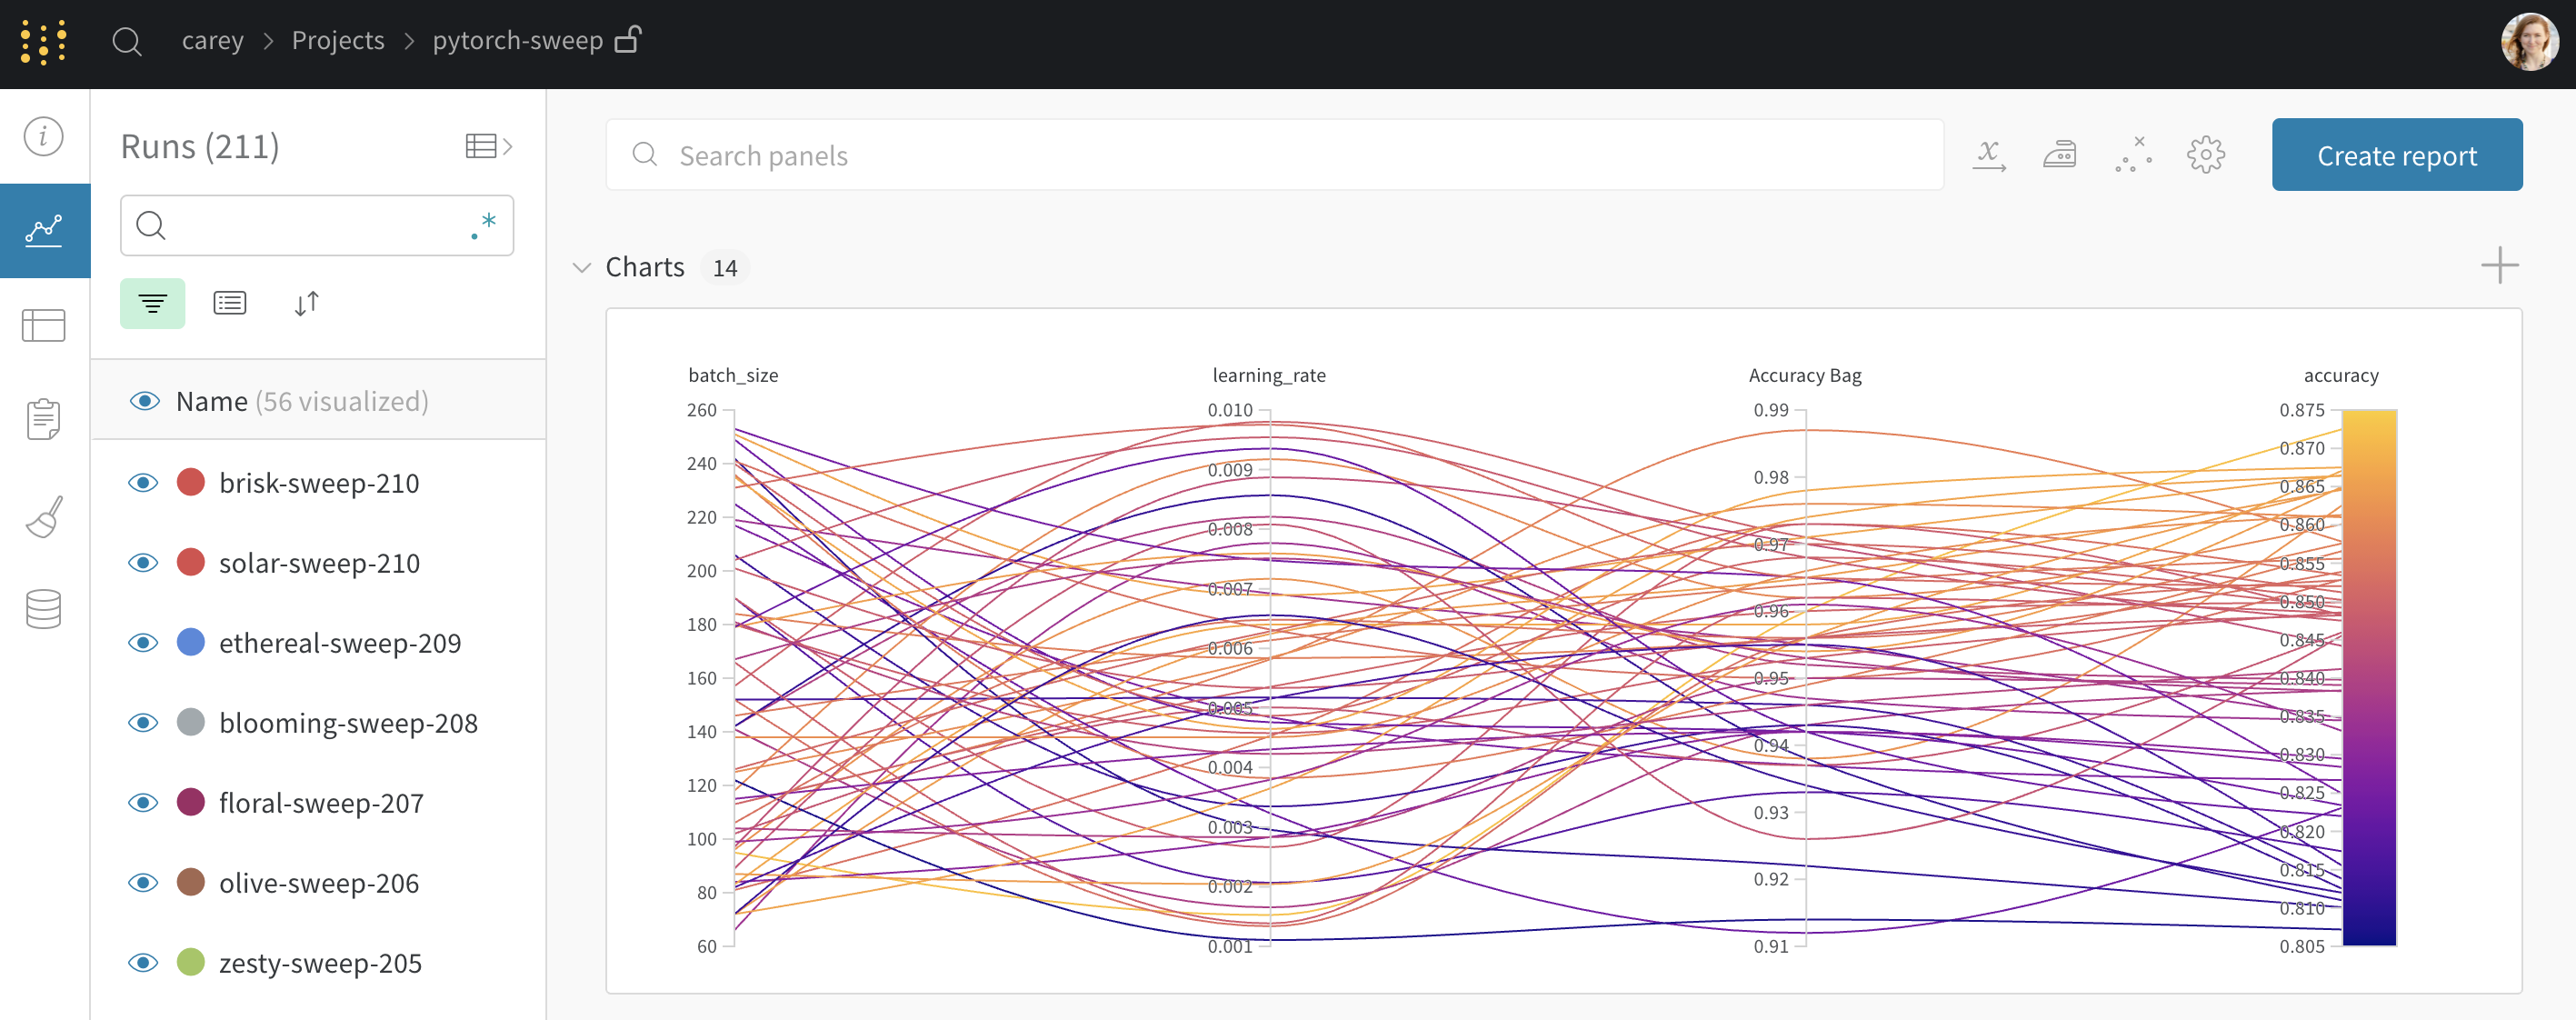 carey > Projects > pytorch-sweep
Runs (211)
.*
Name (56 visualized)
brisk-sweep-210
solar-sweep-210
ethereal-sweep-209
blooming-sweep-208
floral-sweep-207
olive-sweep-206
zesty-sweep-205
Search panels
Create report
Charts 14
batch_size
260
240
220
200
180
160
140
120
100
80
60
learning_rate
0.010
0.009
0.008
0.007
0.006
0.005
0.004
0.003
0.002
0.001
Accuracy Bag
0.99
0.98
0.97
0.96
0.95
0.94
0.93
0.92
0.91
accuracy
0.875
0.870
0.865
0.860
0.855
0.850
0.845
0.840
0.835
0.830
0.825
0.820
0.815
0.810
0.805